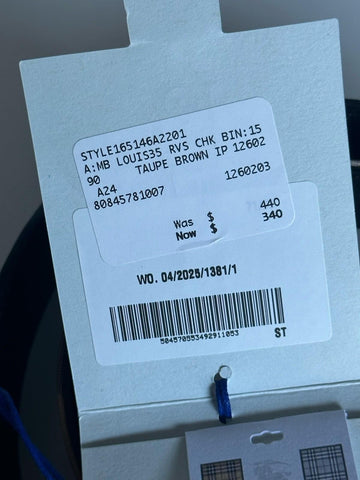 STYLE165146A2201
A:MB LOUIS35 RVS CHK BIN:15
90 TAUPE BROWN IP 12602
A24 1260203
80845781007
Was $ 440
Now $ 340
WO. 04/2025/1381/1
504570553492911053
ST